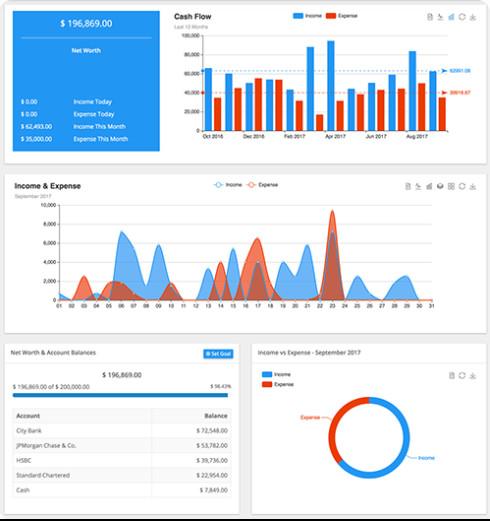 $ 196,869.00
Net Worth
$ 0.00 Income Today
$ 0.00 Expense Today
$ 62,493.00 Income This Month
$ 35,000.00 Expense This Month
Cash Flow
Last 12 Months
Income Expense
100,000
80,000
60,000
40,000
20,000
0
Oct 2016 Dec 2016 Feb 2017 Apr 2017 Jun 2017 Aug 2017
Income & Expense
September 2017
Income Expense
10,000
8,000
6,000
4,000
2,000
0
01 02 03 04 05 06 07 08 09 10 11 12 13 14 15 16 17 18 19 20 21 22 23 24 25 26 27 28 29 30 31
Net Worth & Account Balances
Set Goal
$ 196,869.00
$ 196,869.00 of $ 200,000.00 $ 98.43%
Account Balance
City Bank $ 72,548.00
JPMorgan Chase & Co. $ 53,782.00
HSBC $ 39,736.00
Standard Chartered $ 22,954.00
Cash $ 7,849.00
Income vs Expense - September 2017
Income
Expense
Expense
Income